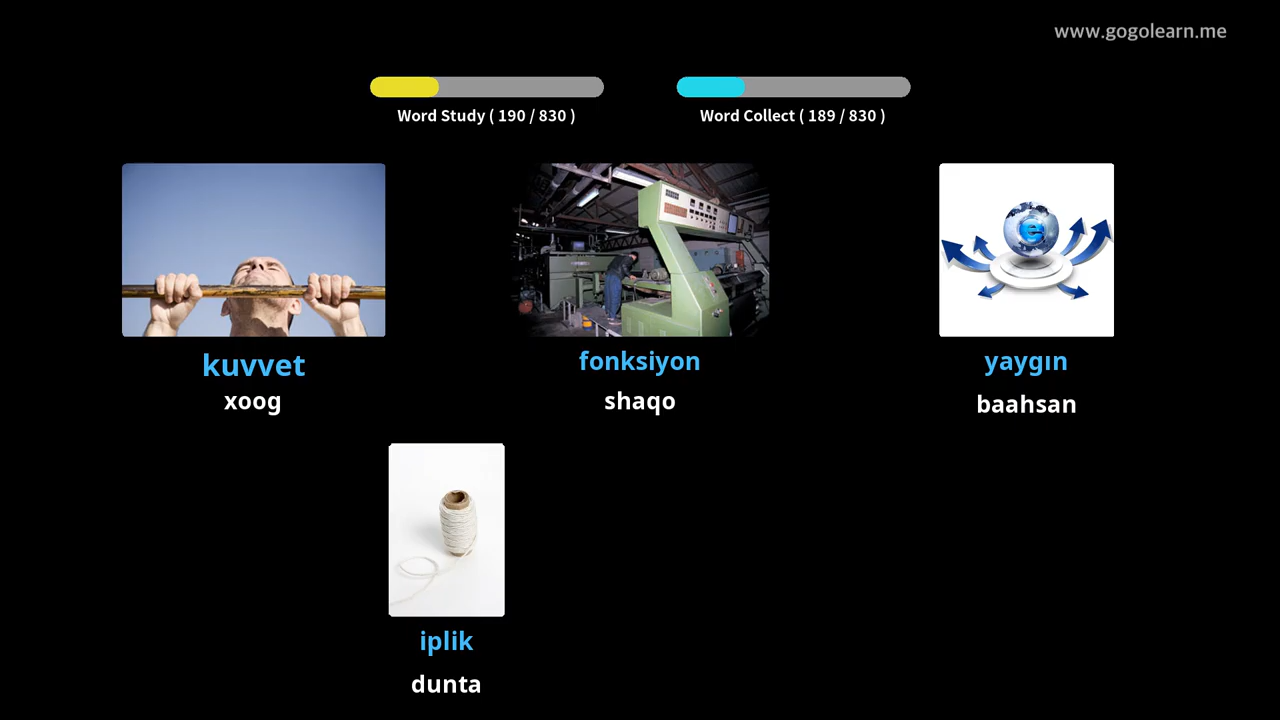 www.gogolearn.me
Word Study ( 190 / 830 )
Word Collect ( 189 / 830 )
kuvvet
xoog
fonksiyon
shaqo
yaygın
baahsan
iplik
dunta